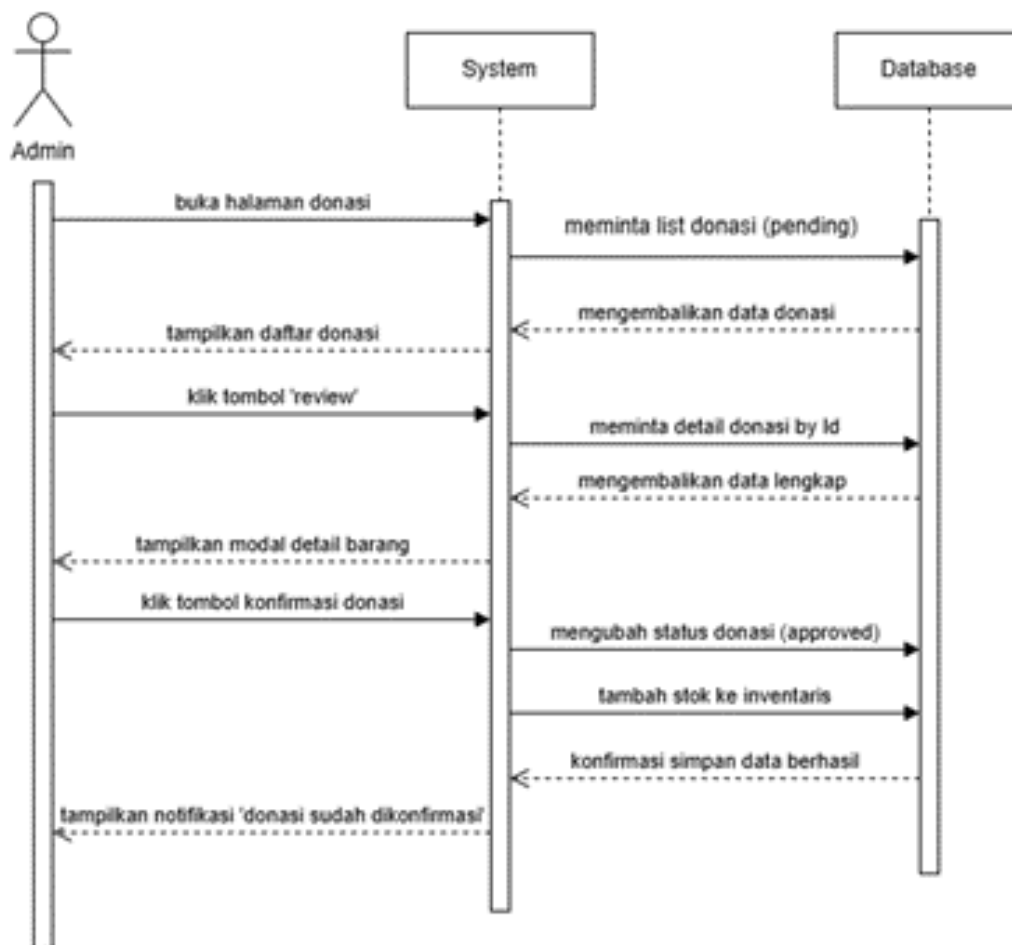 System
Database
Admin
buka halaman donasi
meminta list donasi (pending)
mengembalikan data donasi
tampilkan daftar donasi
klik tombol 'review'
meminta detail donasi by Id
mengembalikan data lengkap
tampilkan modal detail barang
klik tombol konfirmasi donasi
mengubah status donasi (approved)
tambah stok ke inventaris
konfirmasi simpan data berhasil
tampilkan notifikasi 'donasi sudah dikonfirmasi'